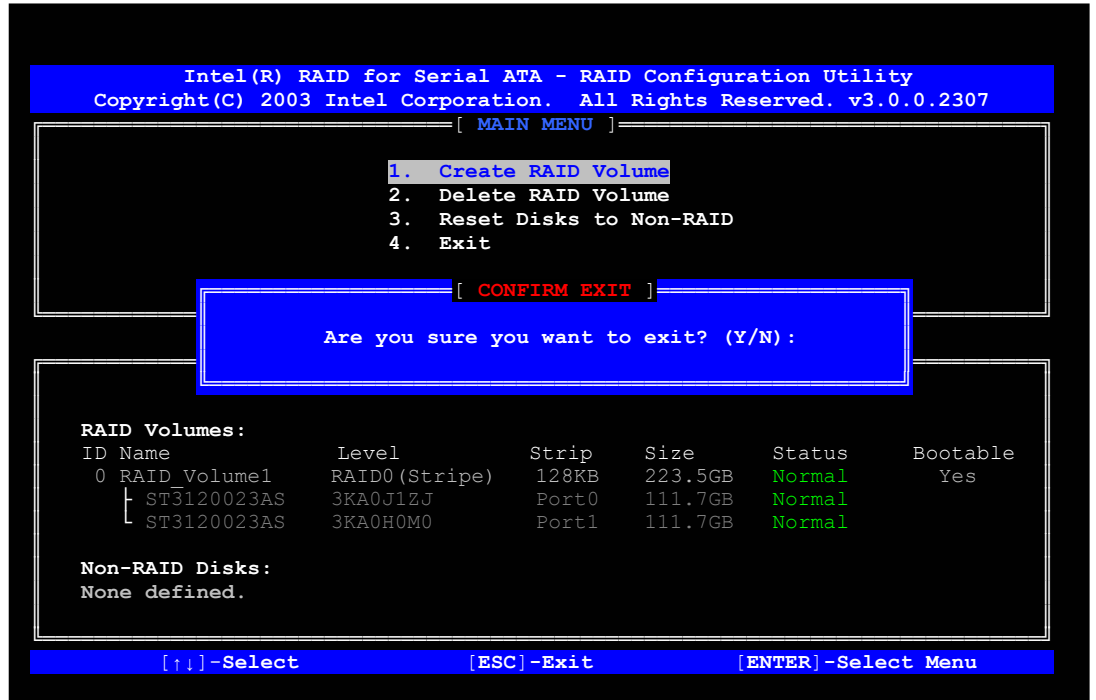 Intel(R) RAID for Serial ATA - RAID Configuration Utility
Copyright(C) 2003 Intel Corporation. All Rights Reserved. v3.0.0.2307
[ MAIN MENU ]
1. Create RAID Volume
2. Delete RAID Volume
3. Reset Disks to Non-RAID
4. Exit
[ CONFIRM EXIT ]
Are you sure you want to exit? (Y/N):
RAID Volumes:
ID Name Level Strip Size Status Bootable
0 RAID_Volume1 RAID0(Stripe) 128KB 223.5GB Normal Yes
ST3120023AS 3KA0J1ZJ Port0 111.7GB Normal
ST3120023AS 3KA0H0M0 Port1 111.7GB Normal
Non-RAID Disks:
None defined.
[↑↓]-Select [ESC]-Exit [ENTER]-Select Menu